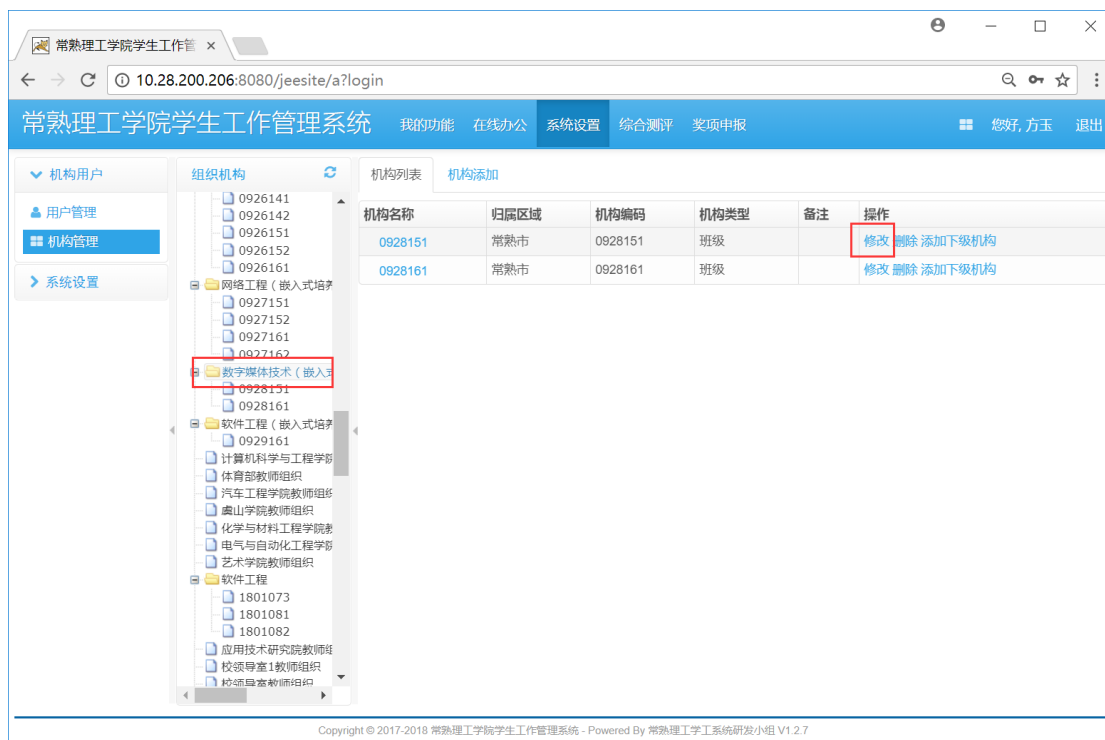 常熟理工学院学生工作管
10.28.200.206:8080/jeesite/a?login
常熟理工学院学生工作管理系统 我的功能 在线办公 系统设置 综合测评 奖项申报 您好, 方玉 退出
机构用户
用户管理
机构管理
系统设置
组织机构
0926141
0926142
0926151
0926152
0926161
网络工程（嵌入式培养
0927151
0927152
0927161
0927162
数字媒体技术（嵌入式
0928151
0928161
软件工程（嵌入式培养
0929161
计算机科学与工程学院
体育部教师组织
汽车工程学院教师组织
虞山学院教师组织
化学与材料工程学院教
电气与自动化工程学院
艺术学院教师组织
软件工程
1801073
1801081
1801082
应用技术研究院教师组
校领导室1教师组织
校领导室教师组织
机构列表 机构添加
机构名称 归属区域 机构编码 机构类型 备注 操作
0928151 常熟市 0928151 班级 修改 删除 添加下级机构
0928161 常熟市 0928161 班级 修改 删除 添加下级机构
Copyright © 2017-2018 常熟理工学院学生工作管理系统 - Powered By 常熟理工学工系统研发小组 V1.2.7